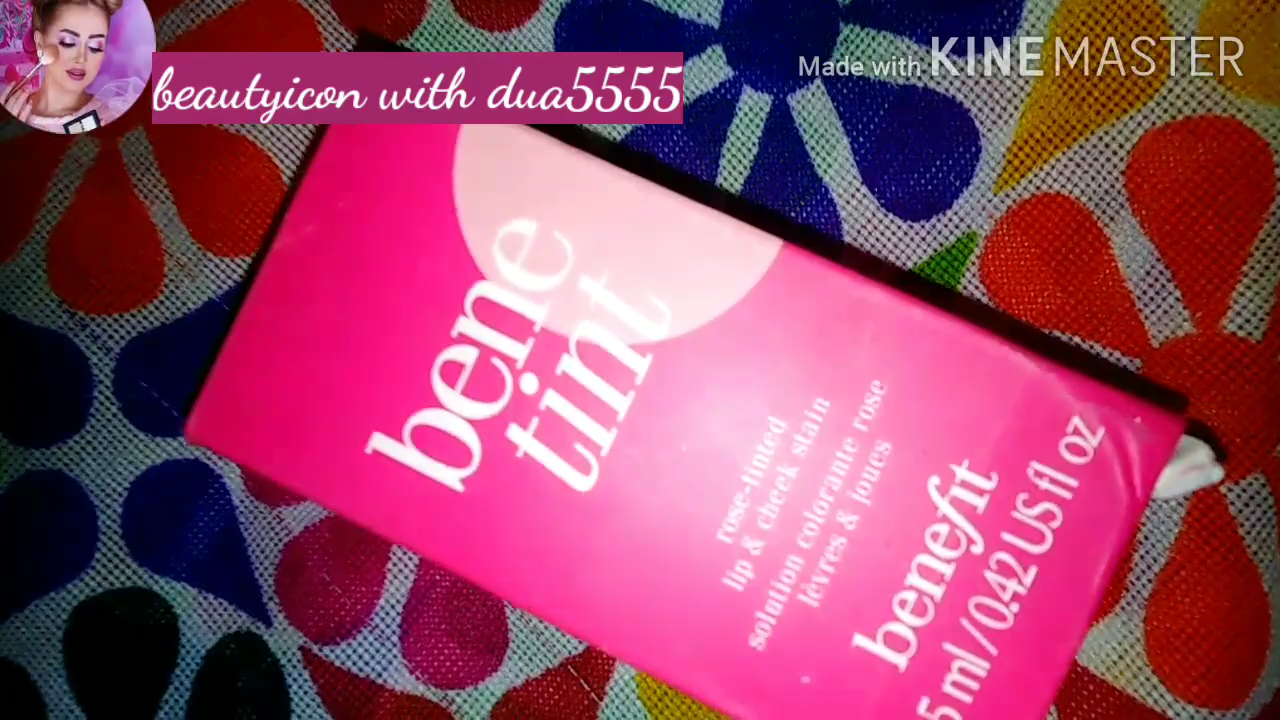 beautyicon with dua5555
Made with KINEMASTER
bene
tint
rose-tinted
lip & cheek stain
solution colorante rose
lèvres & joues
benefit
5 ml / 0.42 US fl oz